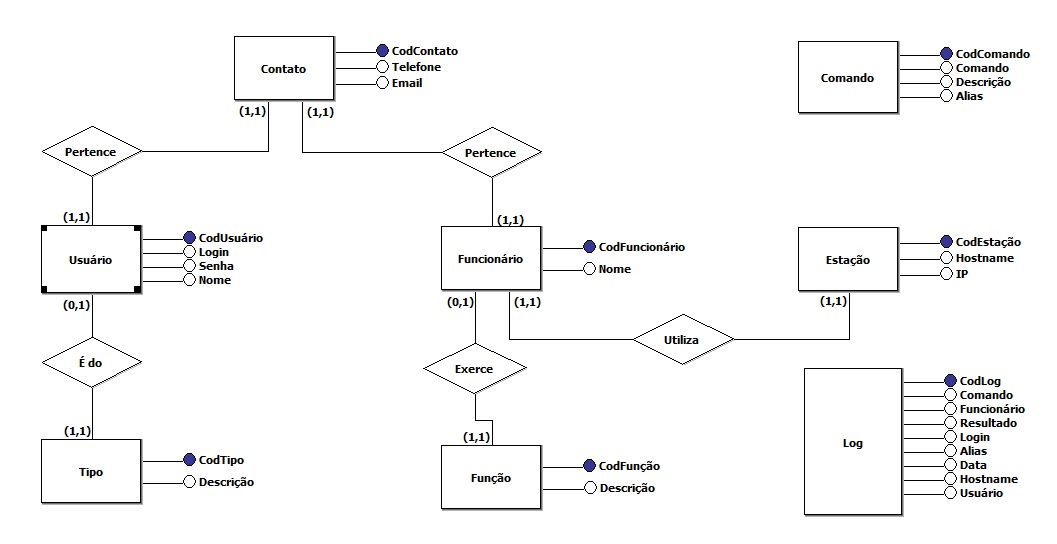 Contato
CodContato
Telefone
Email
(1,1)
(1,1)
Comando
CodComando
Comando
Descrição
Alias
Pertence
Pertence
(1,1)
(1,1)
Usuário
CodUsuário
Login
Senha
Nome
Funcionário
CodFuncionário
Nome
Estação
CodEstação
Hostname
IP
(0,1)
(0,1)
(1,1)
(1,1)
É do
Exerce
Utiliza
(1,1)
(1,1)
Tipo
CodTipo
Descrição
Função
CodFunção
Descrição
Log
CodLog
Comando
Funcionário
Resultado
Login
Alias
Data
Hostname
Usuário